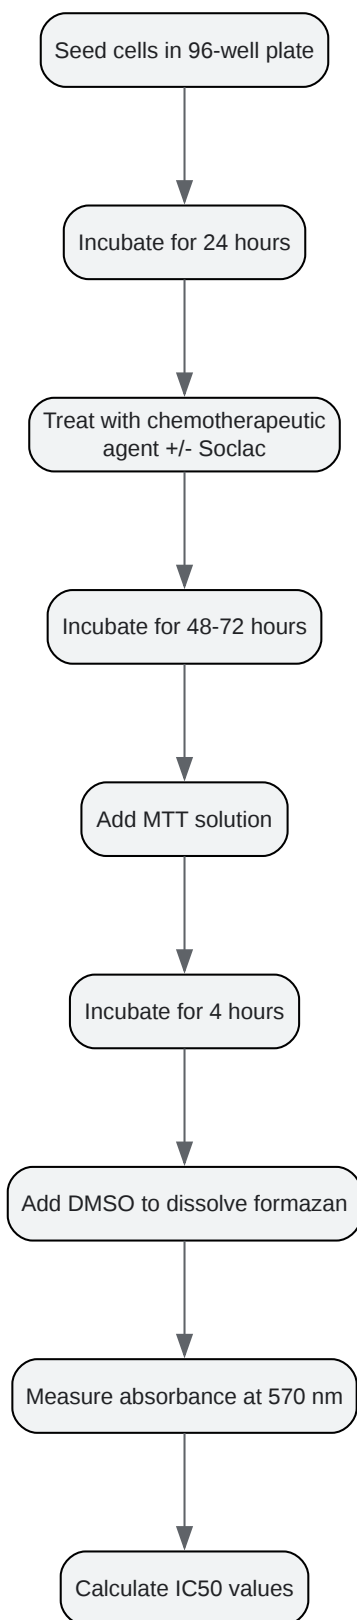 Seed cells in 96-well plate
Incubate for 24 hours
Treat with chemotherapeutic
agent +/- Soclac
Incubate for 48-72 hours
Add MTT solution
Incubate for 4 hours
Add DMSO to dissolve formazan
Measure absorbance at 570 nm
Calculate IC50 values